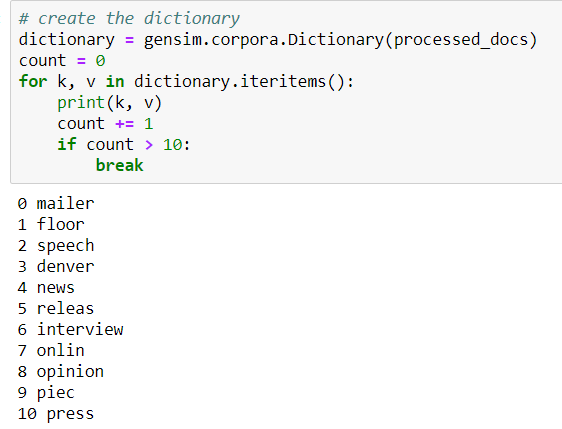 # create the dictionary
dictionary = gensim.corpora.Dictionary(processed_docs)
count = 0
for k, v in dictionary.iteritems():
    print(k, v)
    count += 1
    if count > 10:
        break
0 mailer
1 floor
2 speech
3 denver
4 news
5 releas
6 interview
7 onlin
8 opinion
9 piec
10 press